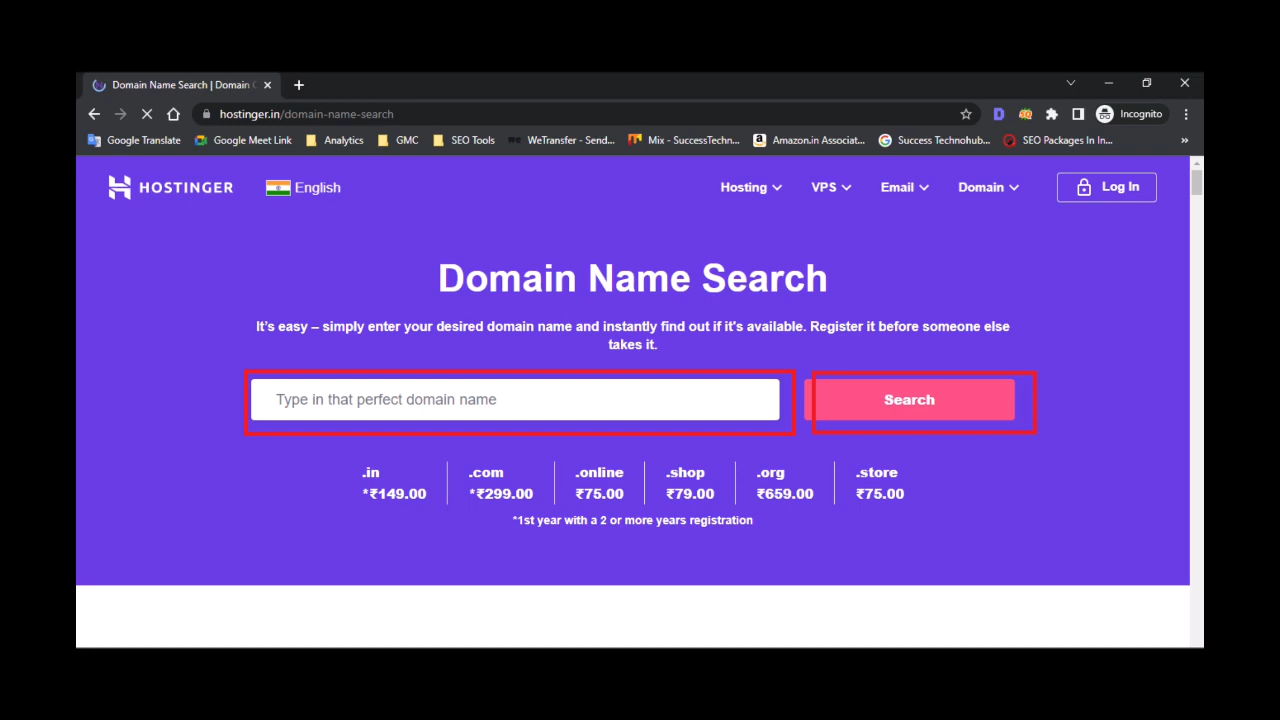 Domain Name Search | Domain
hostinger.in/domain-name-search
Incognito
Google Translate
Google Meet Link
Analytics
GMC
SEO Tools
WeTransfer - Send...
Mix - SuccessTechn...
Amazon.in Associat...
Success Technohub...
SEO Packages In In...
»
HOSTINGER
English
Hosting
VPS
Email
Domain
Log In
Domain Name Search
It's easy – simply enter your desired domain name and instantly find out if it's available. Register it before someone else
takes it.
Type in that perfect domain name
Search
.in
*₹149.00
.com
*₹299.00
.online
₹75.00
.shop
₹79.00
.org
₹659.00
.store
₹75.00
*1st year with a 2 or more years registration